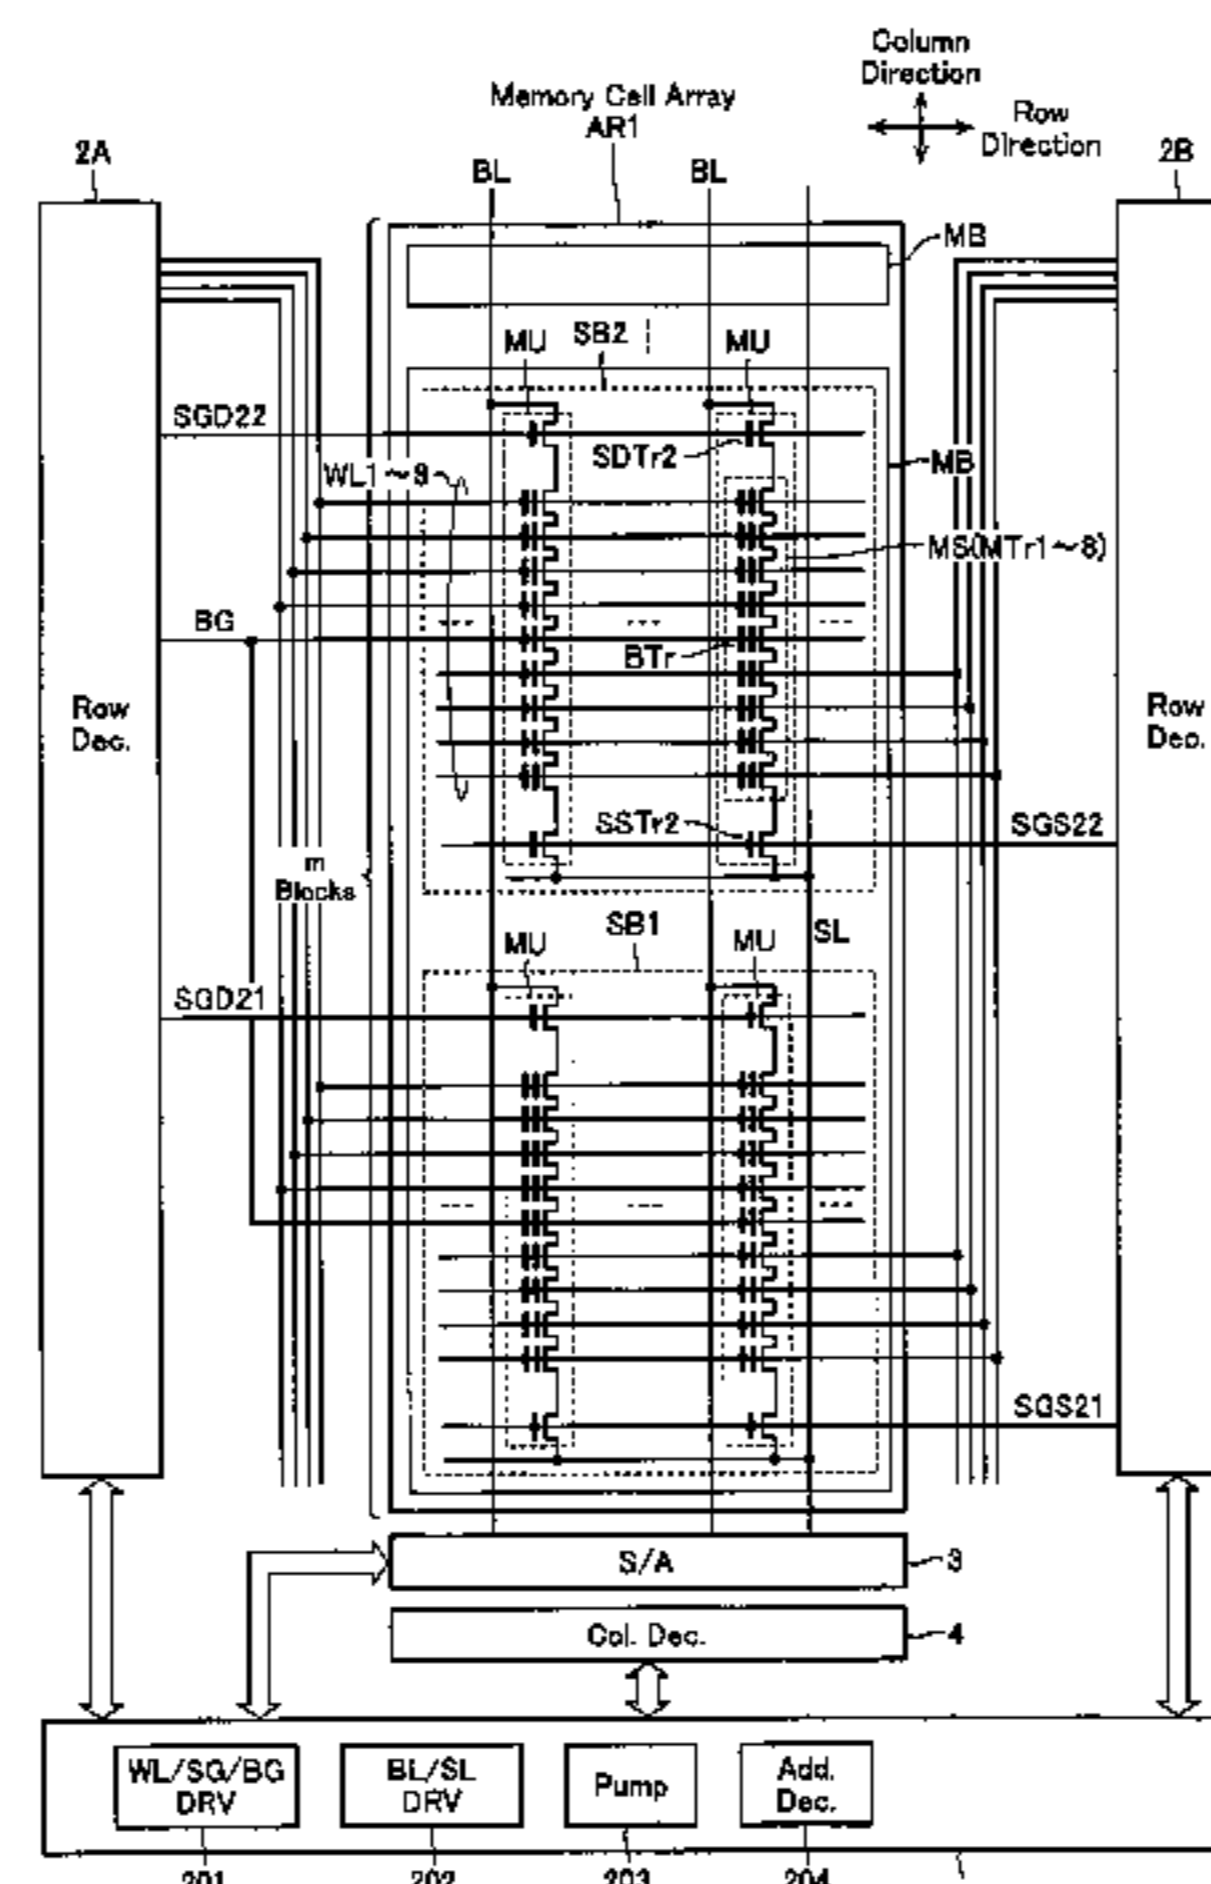 Column
Direction
Row
Direction
Memory Cell Array
AR1
2A
2B
BL
BL
MB
MU
SB2
MU
SGD22
SDTr2
WL1~8
MB
MS(MTr1~8)
BG
BTr
Row
Dec.
Row
Dec.
SSTr2
SGS22
m
Blocks
SB1
MU
MU
SL
SGD21
SGS21
S/A
3
Col. Dec.
4
WL/SG/BG
DRV
BL/SL
DRV
Pump
Add.
Dec.
201
202
203
204